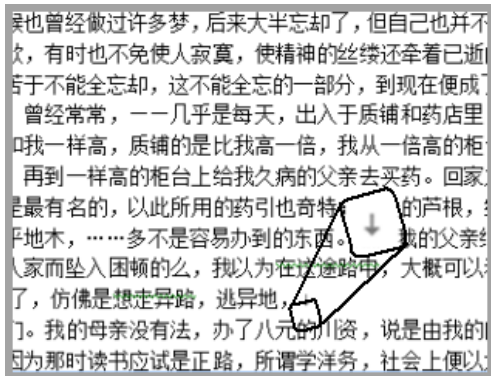 候也曾经做过许多梦，后来大半忘却了，但自己也并不
欢，有时也不免使人寂寞，使精神的丝缕还牵着已逝
苦于不能全忘却，这不能全忘的一部分，到现在便成了
曾经常常，－－几乎是每天，出入于质铺和药店里
和我一样高，质铺的是比我高一倍，我从一倍高的柜
再到一样高的柜台上给我久病的父亲去买药。回家
是最有名的，以此所用的药引也奇特 的芦根，
平地木，……多不是容易办到的东西。 我的父亲
人家而坠入困顿的么，我以为在这途路中，大概可以
了，仿佛是想走异路，逃异地，
们。我的母亲没有法，办了八元的川资，说是由我的
因为那时读书应试是正路，所谓学洋务，社会上便以